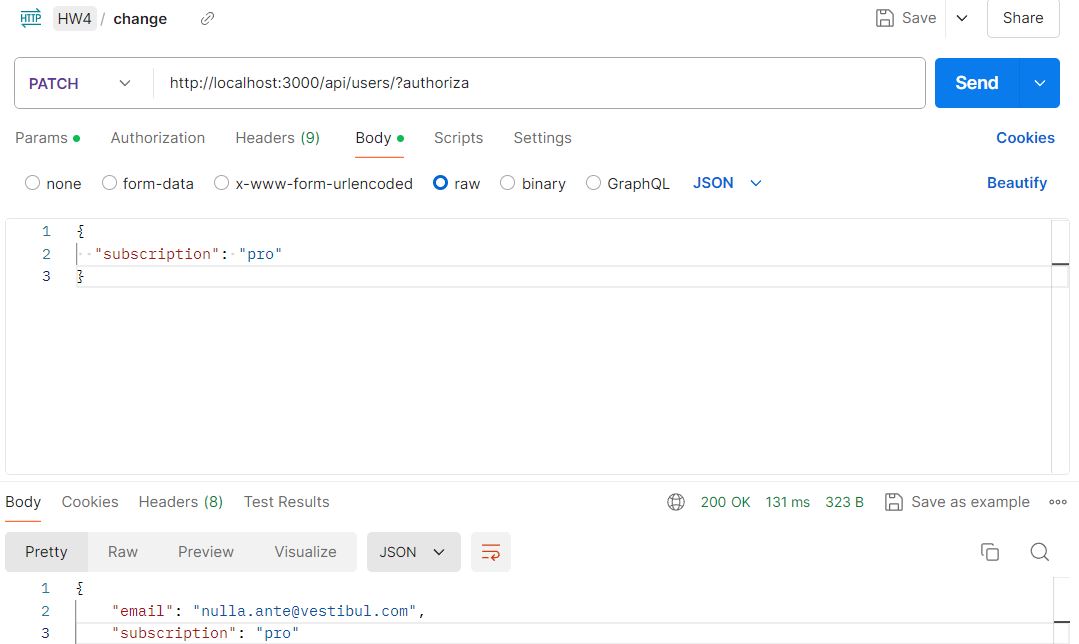 HTTP HW4 / change Save Share
PATCH http://localhost:3000/api/users/?authoriza Send
Params Authorization Headers (9) Body Scripts Settings Cookies
none form-data x-www-form-urlencoded raw binary GraphQL JSON Beautify
1 {
2 "subscription": "pro"
3 }
Body Cookies Headers (8) Test Results 200 OK 131 ms 323 B Save as example
Pretty Raw Preview Visualize JSON
1 {
2 "email": "nulla.ante@vestibul.com",
3 "subscription": "pro"